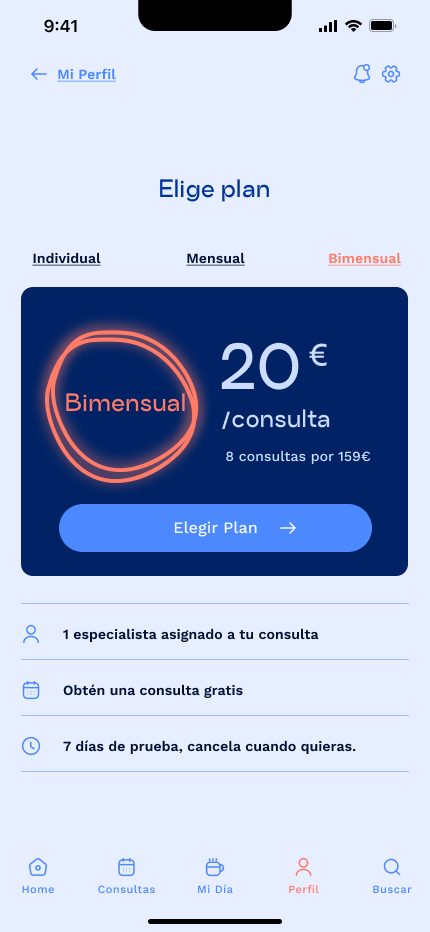 9:41
Mi Perfil
Elige plan
Individual Mensual Bimensual
Bimensual
20 €
/consulta
8 consultas por 159€
Elegir Plan
1 especialista asignado a tu consulta
Obtén una consulta gratis
7 días de prueba, cancela cuando quieras.
Home Consultas Mi Día Perfil Buscar